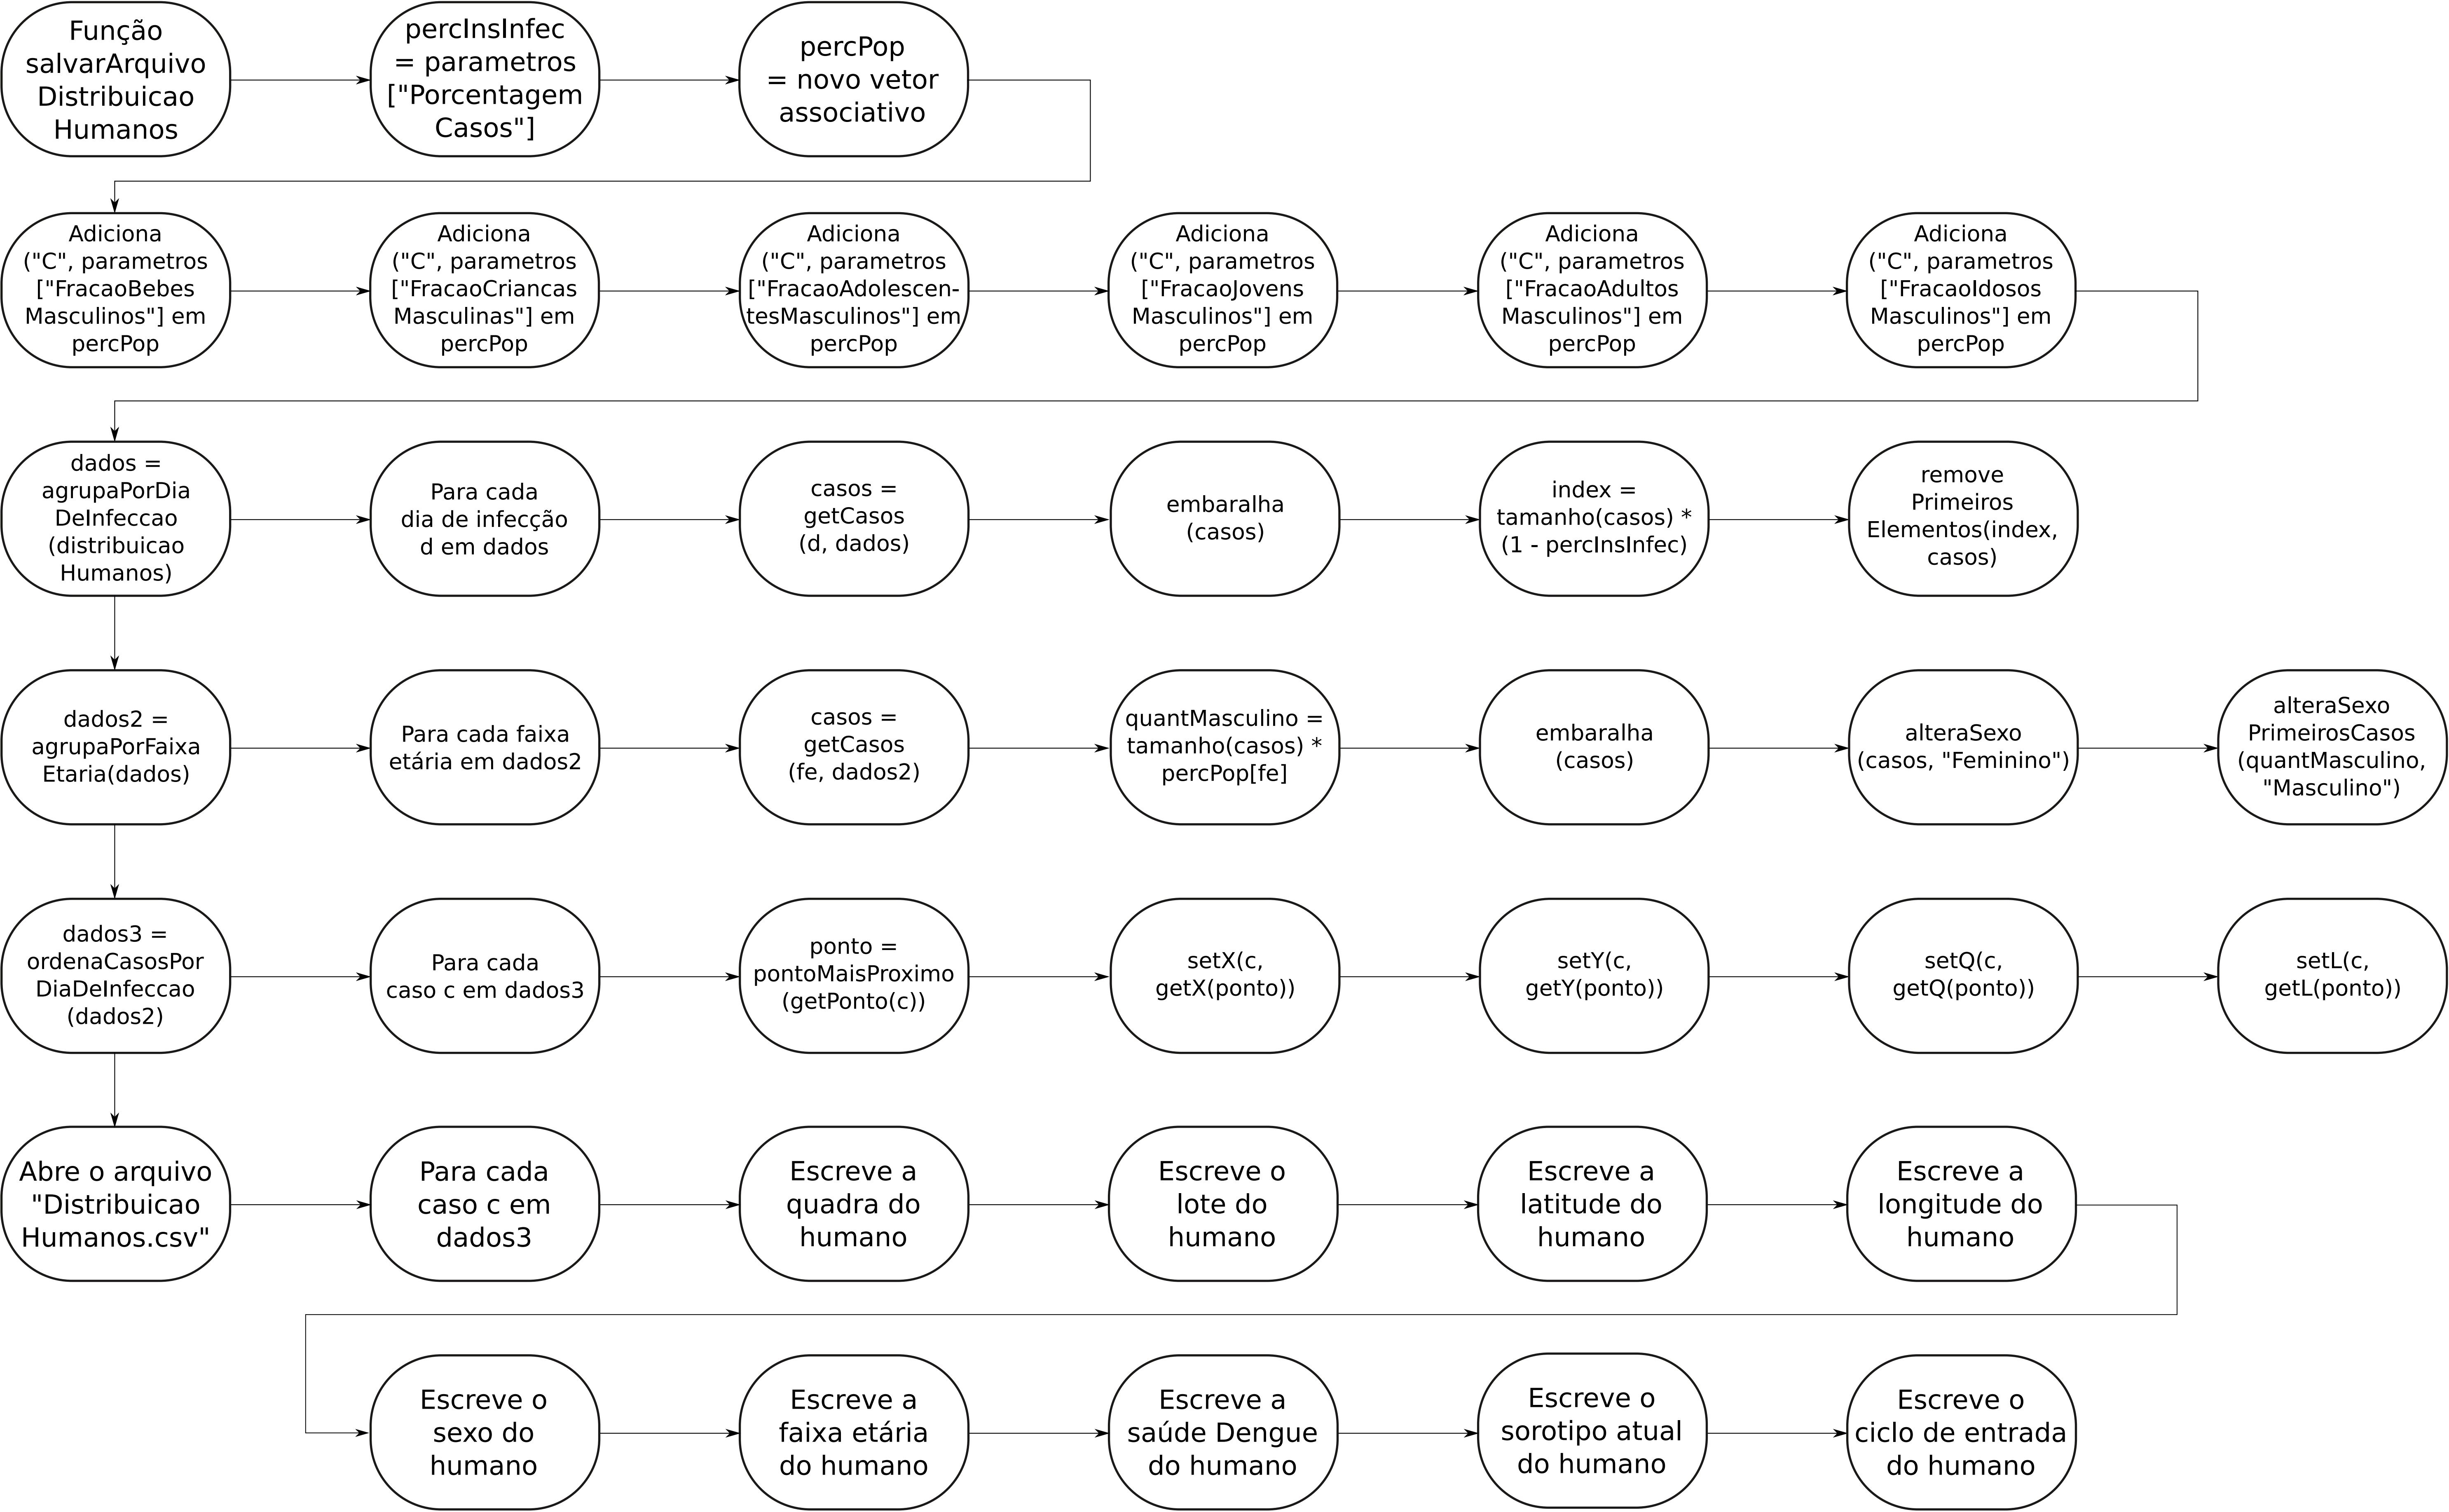 Função
salvarArquivo
Distribuicao
Humanos
percInsInfec
= parametros
["Porcentagem
Casos"]
percPop
= novo vetor
associativo
Adiciona
("C", parametros
["FracaoBebes
Masculinos"] em
percPop
Adiciona
("C", parametros
["FracaoCriancas
Masculinas"] em
percPop
Adiciona
("C", parametros
["FracaoAdolescen-
tesMasculinos"] em
percPop
Adiciona
("C", parametros
["FracaoJovens
Masculinos"] em
percPop
Adiciona
("C", parametros
["FracaoAdultos
Masculinos"] em
percPop
Adiciona
("C", parametros
["FracaoIdosos
Masculinos"] em
percPop
dados =
agrupaPorDia
DeInfeccao
(distribuicao
Humanos)
Para cada
dia de infecção
d em dados
casos =
getCasos
(d, dados)
embaralha
(casos)
index =
tamanho(casos) *
(1 - percInsInfec)
remove
Primeiros
Elementos(index,
casos)
dados2 =
agrupaPorFaixa
Etaria(dados)
Para cada faixa
etária em dados2
casos =
getCasos
(fe, dados2)
quantMasculino =
tamanho(casos) *
percPop[fe]
embaralha
(casos)
alteraSexo
(casos, "Feminino")
alteraSexo
PrimeirosCasos
(quantMasculino,
"Masculino")
dados3 =
ordenaCasosPor
DiaDeInfeccao
(dados2)
Para cada
caso c em dados3
ponto =
pontoMaisProximo
(getPonto(c))
setX(c,
getX(ponto))
setY(c,
getY(ponto))
setQ(c,
getQ(ponto))
setL(c,
getL(ponto))
Abre o arquivo
"Distribuicao
Humanos.csv"
Para cada
caso c em
dados3
Escreve a
quadra do
humano
Escreve o
lote do
humano
Escreve a
latitude do
humano
Escreve a
longitude do
humano
Escreve o
sexo do
humano
Escreve a
faixa etária
do humano
Escreve a
saúde Dengue
do humano
Escreve o
sorotipo atual
do humano
Escreve o
ciclo de entrada
do humano